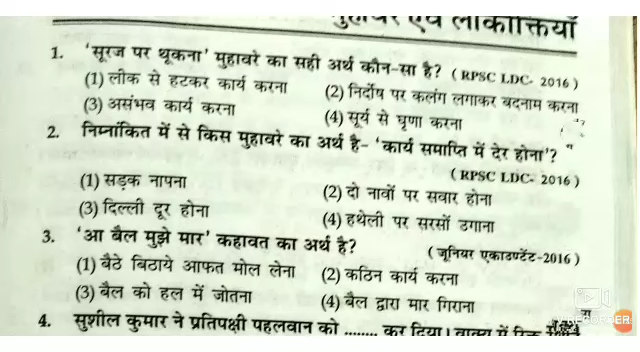 मुहावरे एवं लोकोक्तियाँ
1. 'सूरज पर थूकना' मुहावरे का सही अर्थ कौन-सा है? ( RPSC LDC- 2016 )
(1) लीक से हटकर कार्य करना (2) निर्दोष पर कलंग लगाकर बदनाम करना
(3) असंभव कार्य करना (4) सूर्य से घृणा करना
2. निम्नांकित में से किस मुहावरे का अर्थ है- 'कार्य समाप्ति में देर होना'?
( RPSC LDC- 2016 )
(1) सड़क नापना (2) दो नावों पर सवार होना
(3) दिल्ली दूर होना (4) हथेली पर सरसों उगाना
3. 'आ बैल मुझे मार' कहावत का अर्थ है? ( जूनियर एकाउण्टेंट-2016 )
(1) बैठे बिठाये आफत मोल लेना (2) कठिन कार्य करना
(3) बैल को हल में जोतना (4) बैल द्वारा मार गिराना
4. सुशील कुमार ने प्रतिपक्षी पहलवान को ........ कर दिया। वाक्य में रिक्त
RECORDER